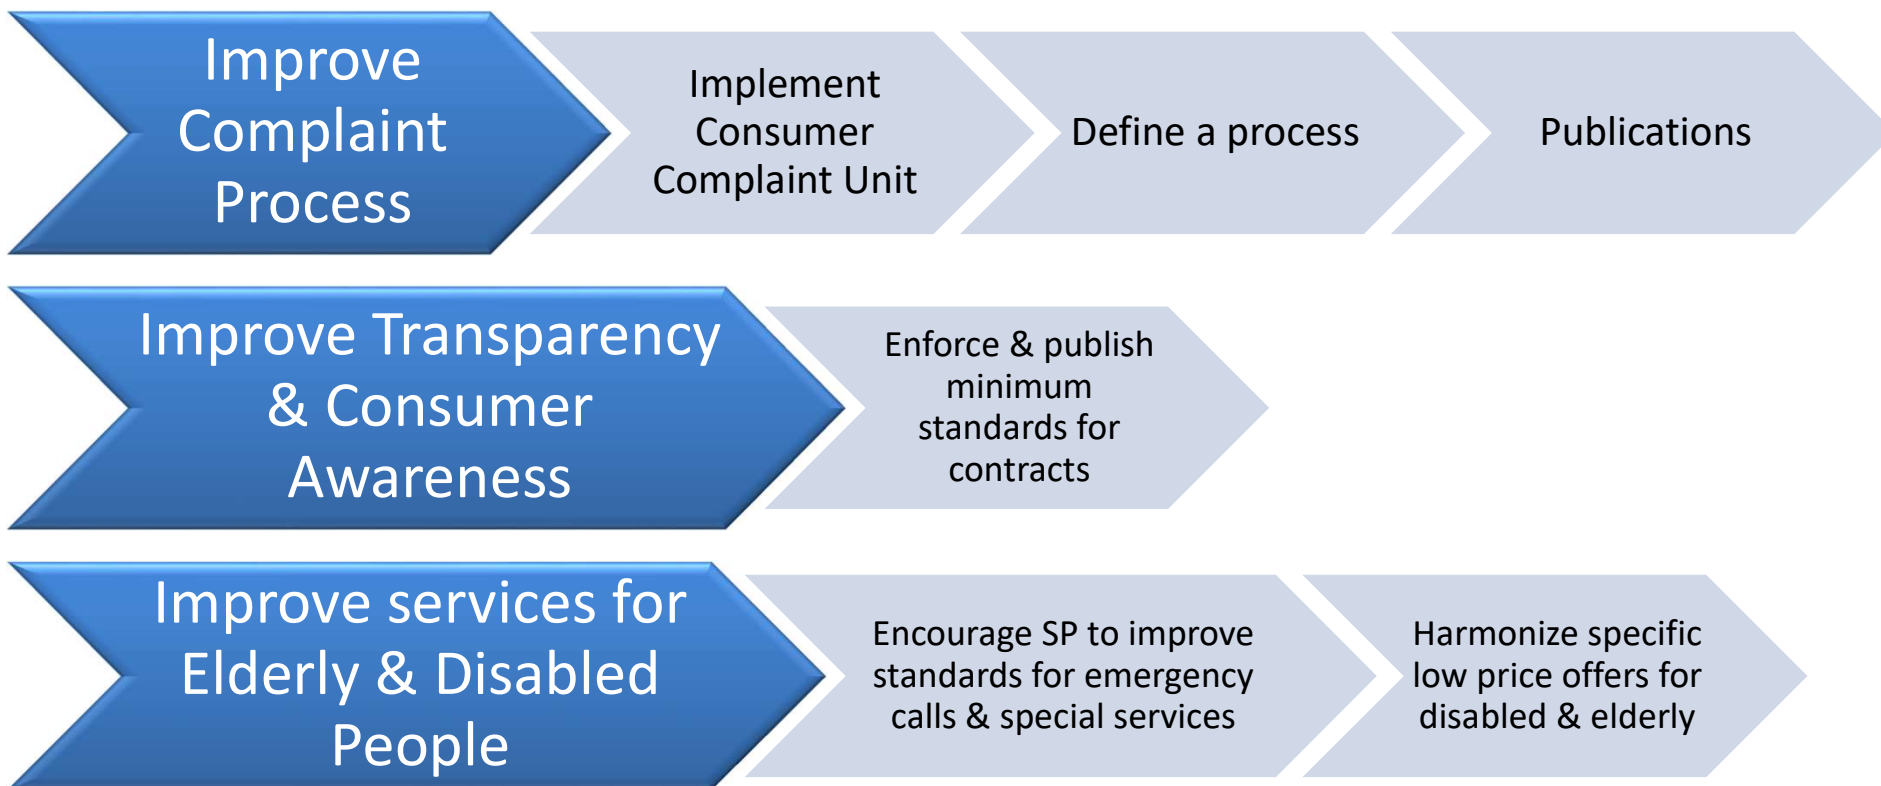 Improve
Complaint
Process
Implement
Consumer
Complaint Unit
Define a process
Publications
Improve Transparency
& Consumer
Awareness
Enforce & publish
minimum
standards for
contracts
Improve services for
Elderly & Disabled
People
Encourage SP to improve
standards for emergency
calls & special services
Harmonize specific
low price offers for
disabled & elderly